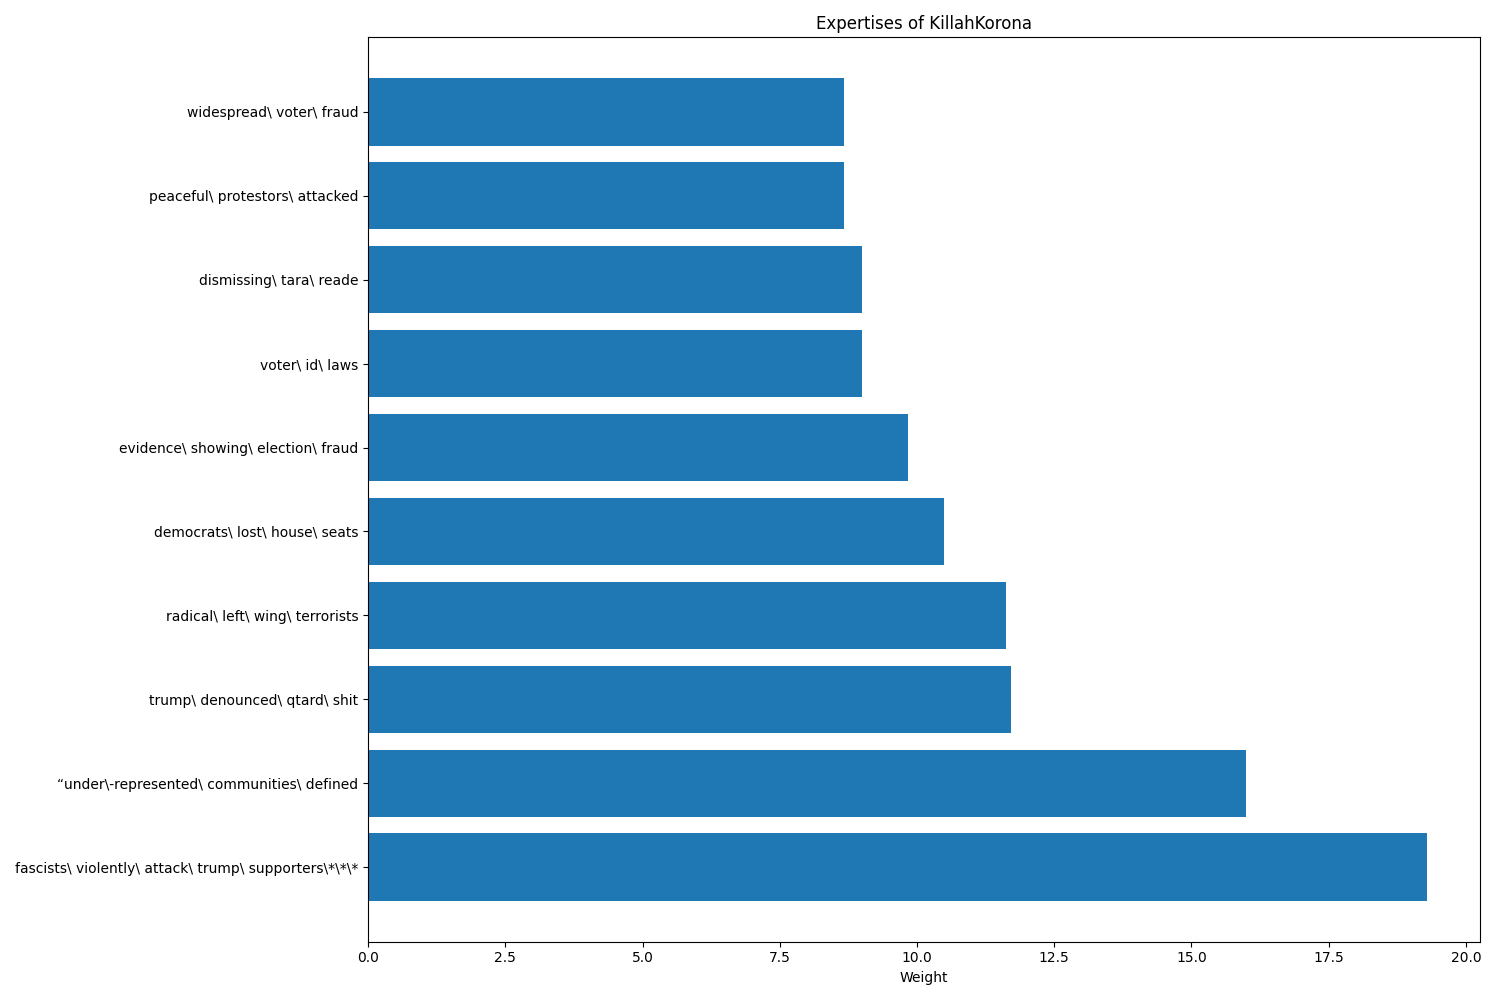 Expertises of KillahKorona
widespread\ voter\ fraud
peaceful\ protestors\ attacked
dismissing\ tara\ reade
voter\ id\ laws
evidence\ showing\ election\ fraud
democrats\ lost\ house\ seats
radical\ left\ wing\ terrorists
trump\ denounced\ qtard\ shit
“under\-represented\ communities\ defined
fascists\ violently\ attack\ trump\ supporters\*\*\*
0.0 2.5 5.0 7.5 10.0 12.5 15.0 17.5 20.0
Weight